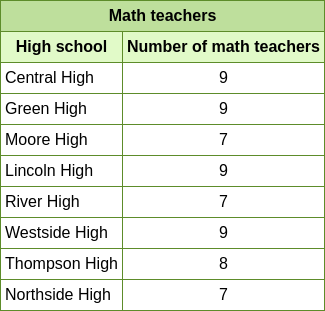 Math teachers
High school Number of math teachers
Central High 9
Green High 9
Moore High 7
Lincoln High 9
River High 7
Westside High 9
Thompson High 8
Northside High 7